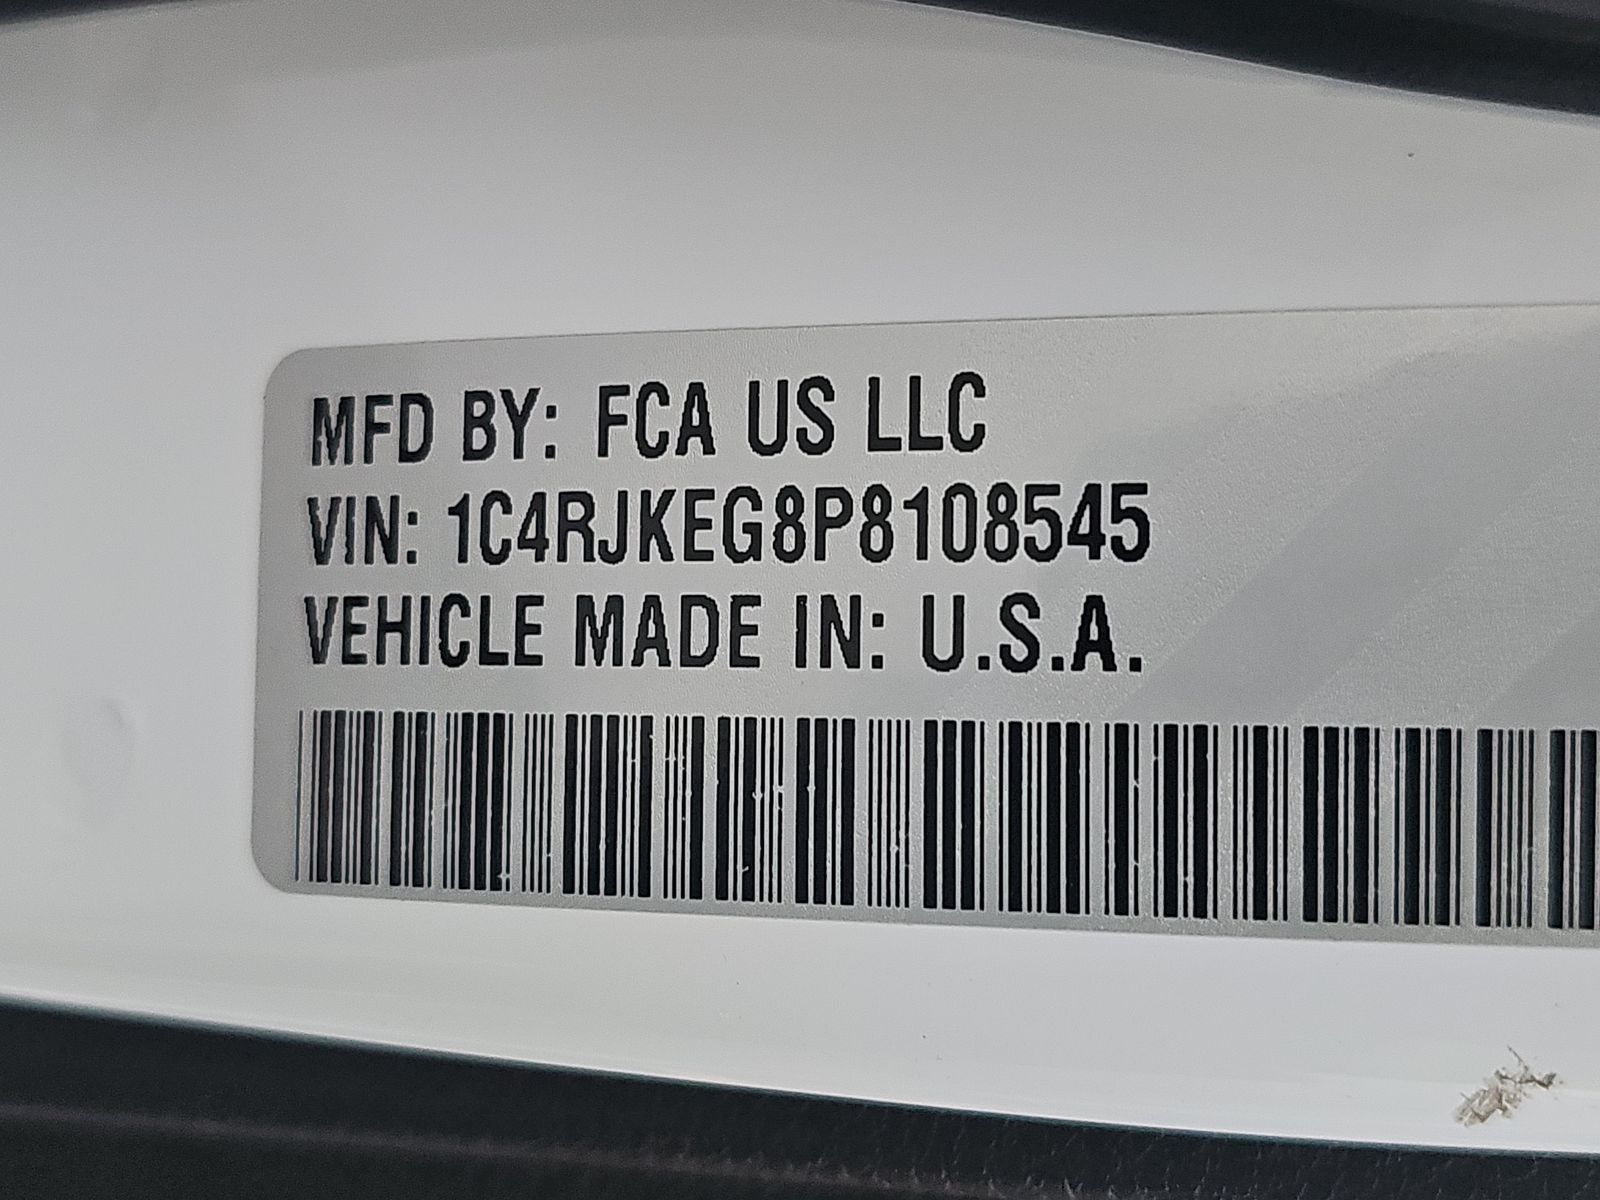 MFD BY: FCA US LLC
VIN: 1C4RJKEG8P8108545
VEHICLE MADE IN: U.S.A.